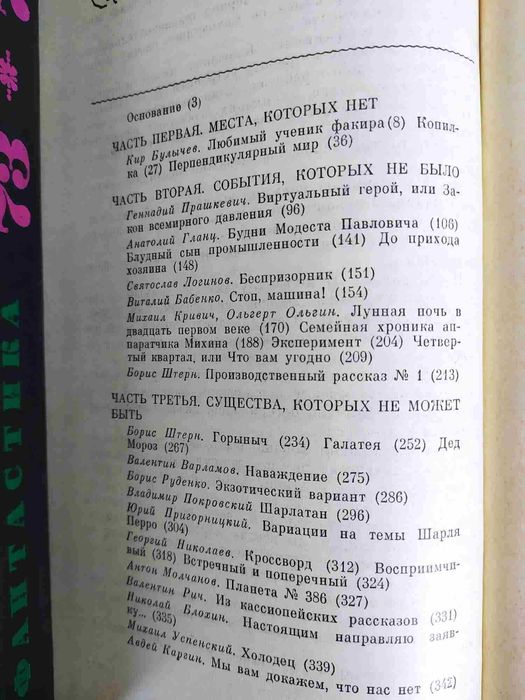 Основание (3)
ЧАСТЬ ПЕРВАЯ. МЕСТА, КОТОРЫХ НЕТ
Кир Булычев. Любимый ученик факира (8) Копил-
ка (27) Перпендикулярный мир (36)
ЧАСТЬ ВТОРАЯ. СОБЫТИЯ, КОТОРЫХ НЕ БЫЛО
Геннадий Прашкевич. Виртуальный герой, или За-
кон всемирного давления (96)
Анатолий Гланц. Будни Модеста Павловича (106)
Блудный сын промышленности (141) До прихода
хозяина (148)
Святослав Логинов. Беспризорник (151)
Виталий Бабенко. Стоп, машина! (154)
Михаил Кривич, Ольгерт Ольгин. Лунная ночь в
двадцать первом веке (170) Семейная хроника ап-
паратчика Михина (188) Эксперимент (204) Четвер-
тый квартал, или Что вам угодно (209)
Борис Штерн. Производственный рассказ № 1 (213)
ЧАСТЬ ТРЕТЬЯ. СУЩЕСТВА, КОТОРЫХ НЕ МОЖЕТ
БЫТЬ
Борис Штерн. Горыныч (234) Галатея (252) Дед
Мороз (267)
Валентин Варламов. Наваждение (275)
Борис Руденко. Экзотический вариант (286)
Владимир Покровский Шарлатан (296)
Юрий Пригорницкий. Вариации на темы Шарля
Перро (304)
Георгий Николаев. Кроссворд (312) Восприимчи-
вый (318) Встречный и поперечный (324)
Антон Молчанов. Планета № 386 (327)
Валентин Рич. Из кассиопейских рассказов (331)
Николай Блохин. Настоящим направляю заяв-
ку... (335)
Михаил Успенский. Холодец (339)
Авдей Каргин. Мы вам докажем, что нас нет (342)
ФАНТАСТИКА